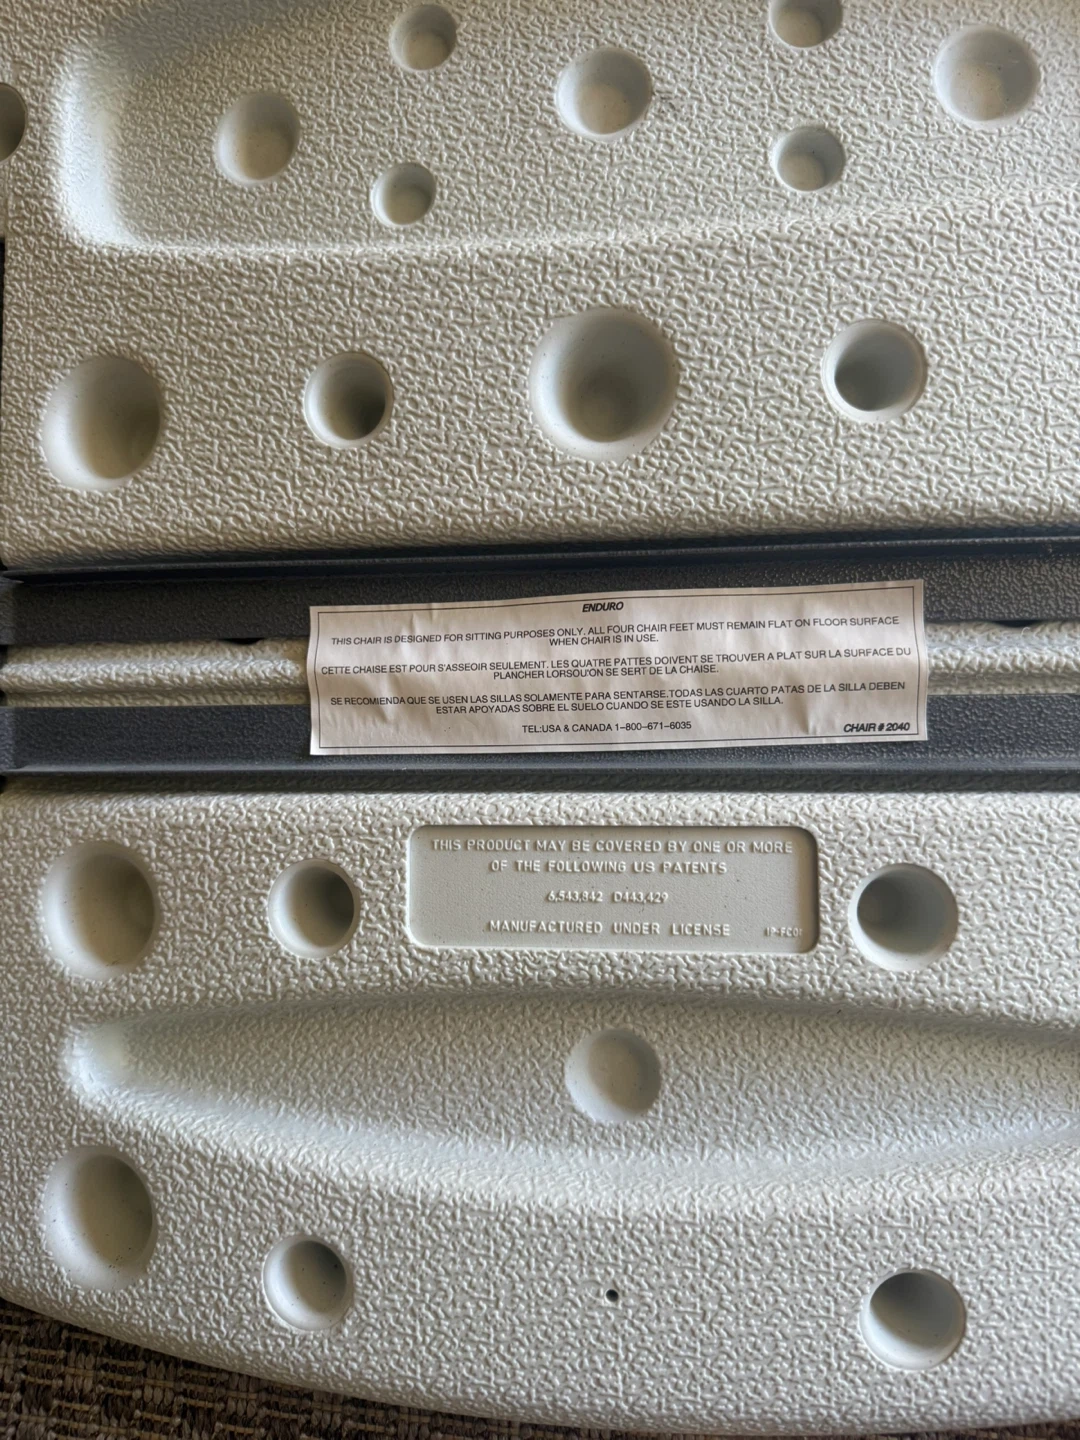 ENDURO
THIS CHAIR IS DESIGNED FOR SITTING PURPOSES ONLY. ALL FOUR CHAIR FEET MUST REMAIN FLAT ON FLOOR SURFACE
WHEN CHAIR IS IN USE.
CETTE CHAISE EST POUR S'ASSEOIR SEULEMENT. LES QUATRE PATTES DOIVENT SE TROUVER A PLAT SUR LA SURFACE DU
PLANCHER LORSOU'ON SE SERT DE LA CHAISE.
SE RECOMIENDA QUE SE USEN LAS SILLAS SOLAMENTE PARA SENTARSE.TODAS LAS CUARTO PATAS DE LA SILLA DEBEN
ESTAR APOYADAS SOBRE EL SUELO CUANDO SE ESTE USANDO LA SILLA.
TEL:USA & CANADA 1-800-671-6035
CHAIR # 2040
THIS PRODUCT MAY BE COVERED BY ONE OR MORE
OF THE FOLLOWING US PATENTS
6,543,842 D443,429
MANUFACTURED UNDER LICENSE